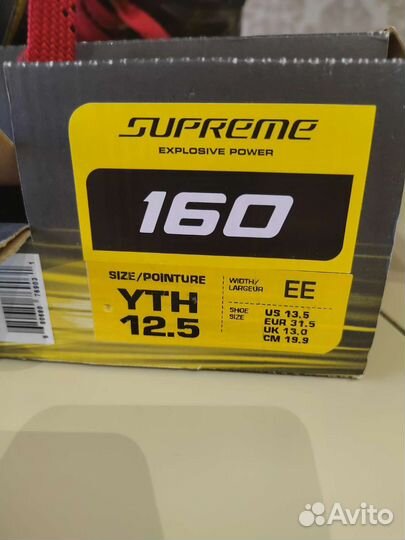 SUPREME
EXPLOSIVE POWER
160
SIZE/POINTURE
YTH
12.5
WIDTH/
LARGEUR
EE
SHOE
SIZE
US 13.5
EUR 31.5
UK 13.0
CM 19.9
Avito